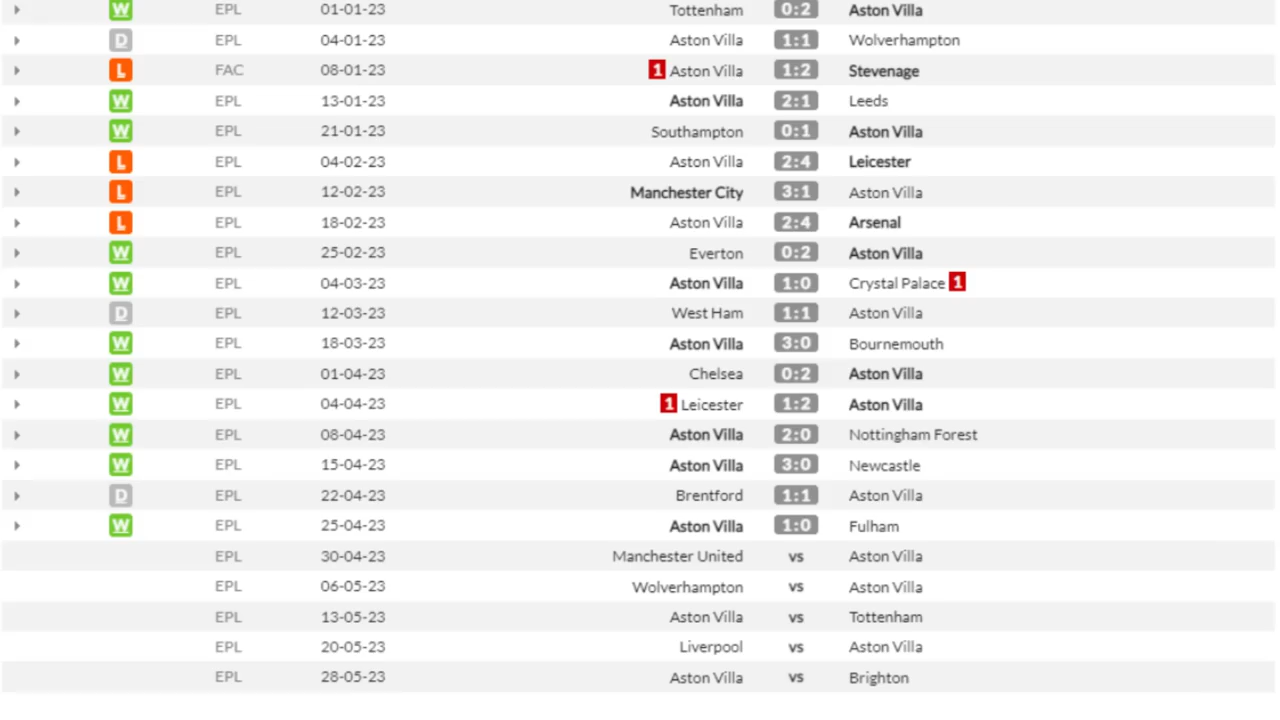 W EPL 01-01-23 Tottenham 0:2 Aston Villa
D EPL 04-01-23 Aston Villa 1:1 Wolverhampton
L FAC 08-01-23 1 Aston Villa 1:2 Stevenage
W EPL 13-01-23 Aston Villa 2:1 Leeds
W EPL 21-01-23 Southampton 0:1 Aston Villa
L EPL 04-02-23 Aston Villa 2:4 Leicester
L EPL 12-02-23 Manchester City 3:1 Aston Villa
L EPL 18-02-23 Aston Villa 2:4 Arsenal
W EPL 25-02-23 Everton 0:2 Aston Villa
W EPL 04-03-23 Aston Villa 1:0 Crystal Palace 1
D EPL 12-03-23 West Ham 1:1 Aston Villa
W EPL 18-03-23 Aston Villa 3:0 Bournemouth
W EPL 01-04-23 Chelsea 0:2 Aston Villa
W EPL 04-04-23 1 Leicester 1:2 Aston Villa
W EPL 08-04-23 Aston Villa 2:0 Nottingham Forest
W EPL 15-04-23 Aston Villa 3:0 Newcastle
D EPL 22-04-23 Brentford 1:1 Aston Villa
W EPL 25-04-23 Aston Villa 1:0 Fulham
EPL 30-04-23 Manchester United vs Aston Villa
EPL 06-05-23 Wolverhampton vs Aston Villa
EPL 13-05-23 Aston Villa vs Tottenham
EPL 20-05-23 Liverpool vs Aston Villa
EPL 28-05-23 Aston Villa vs Brighton